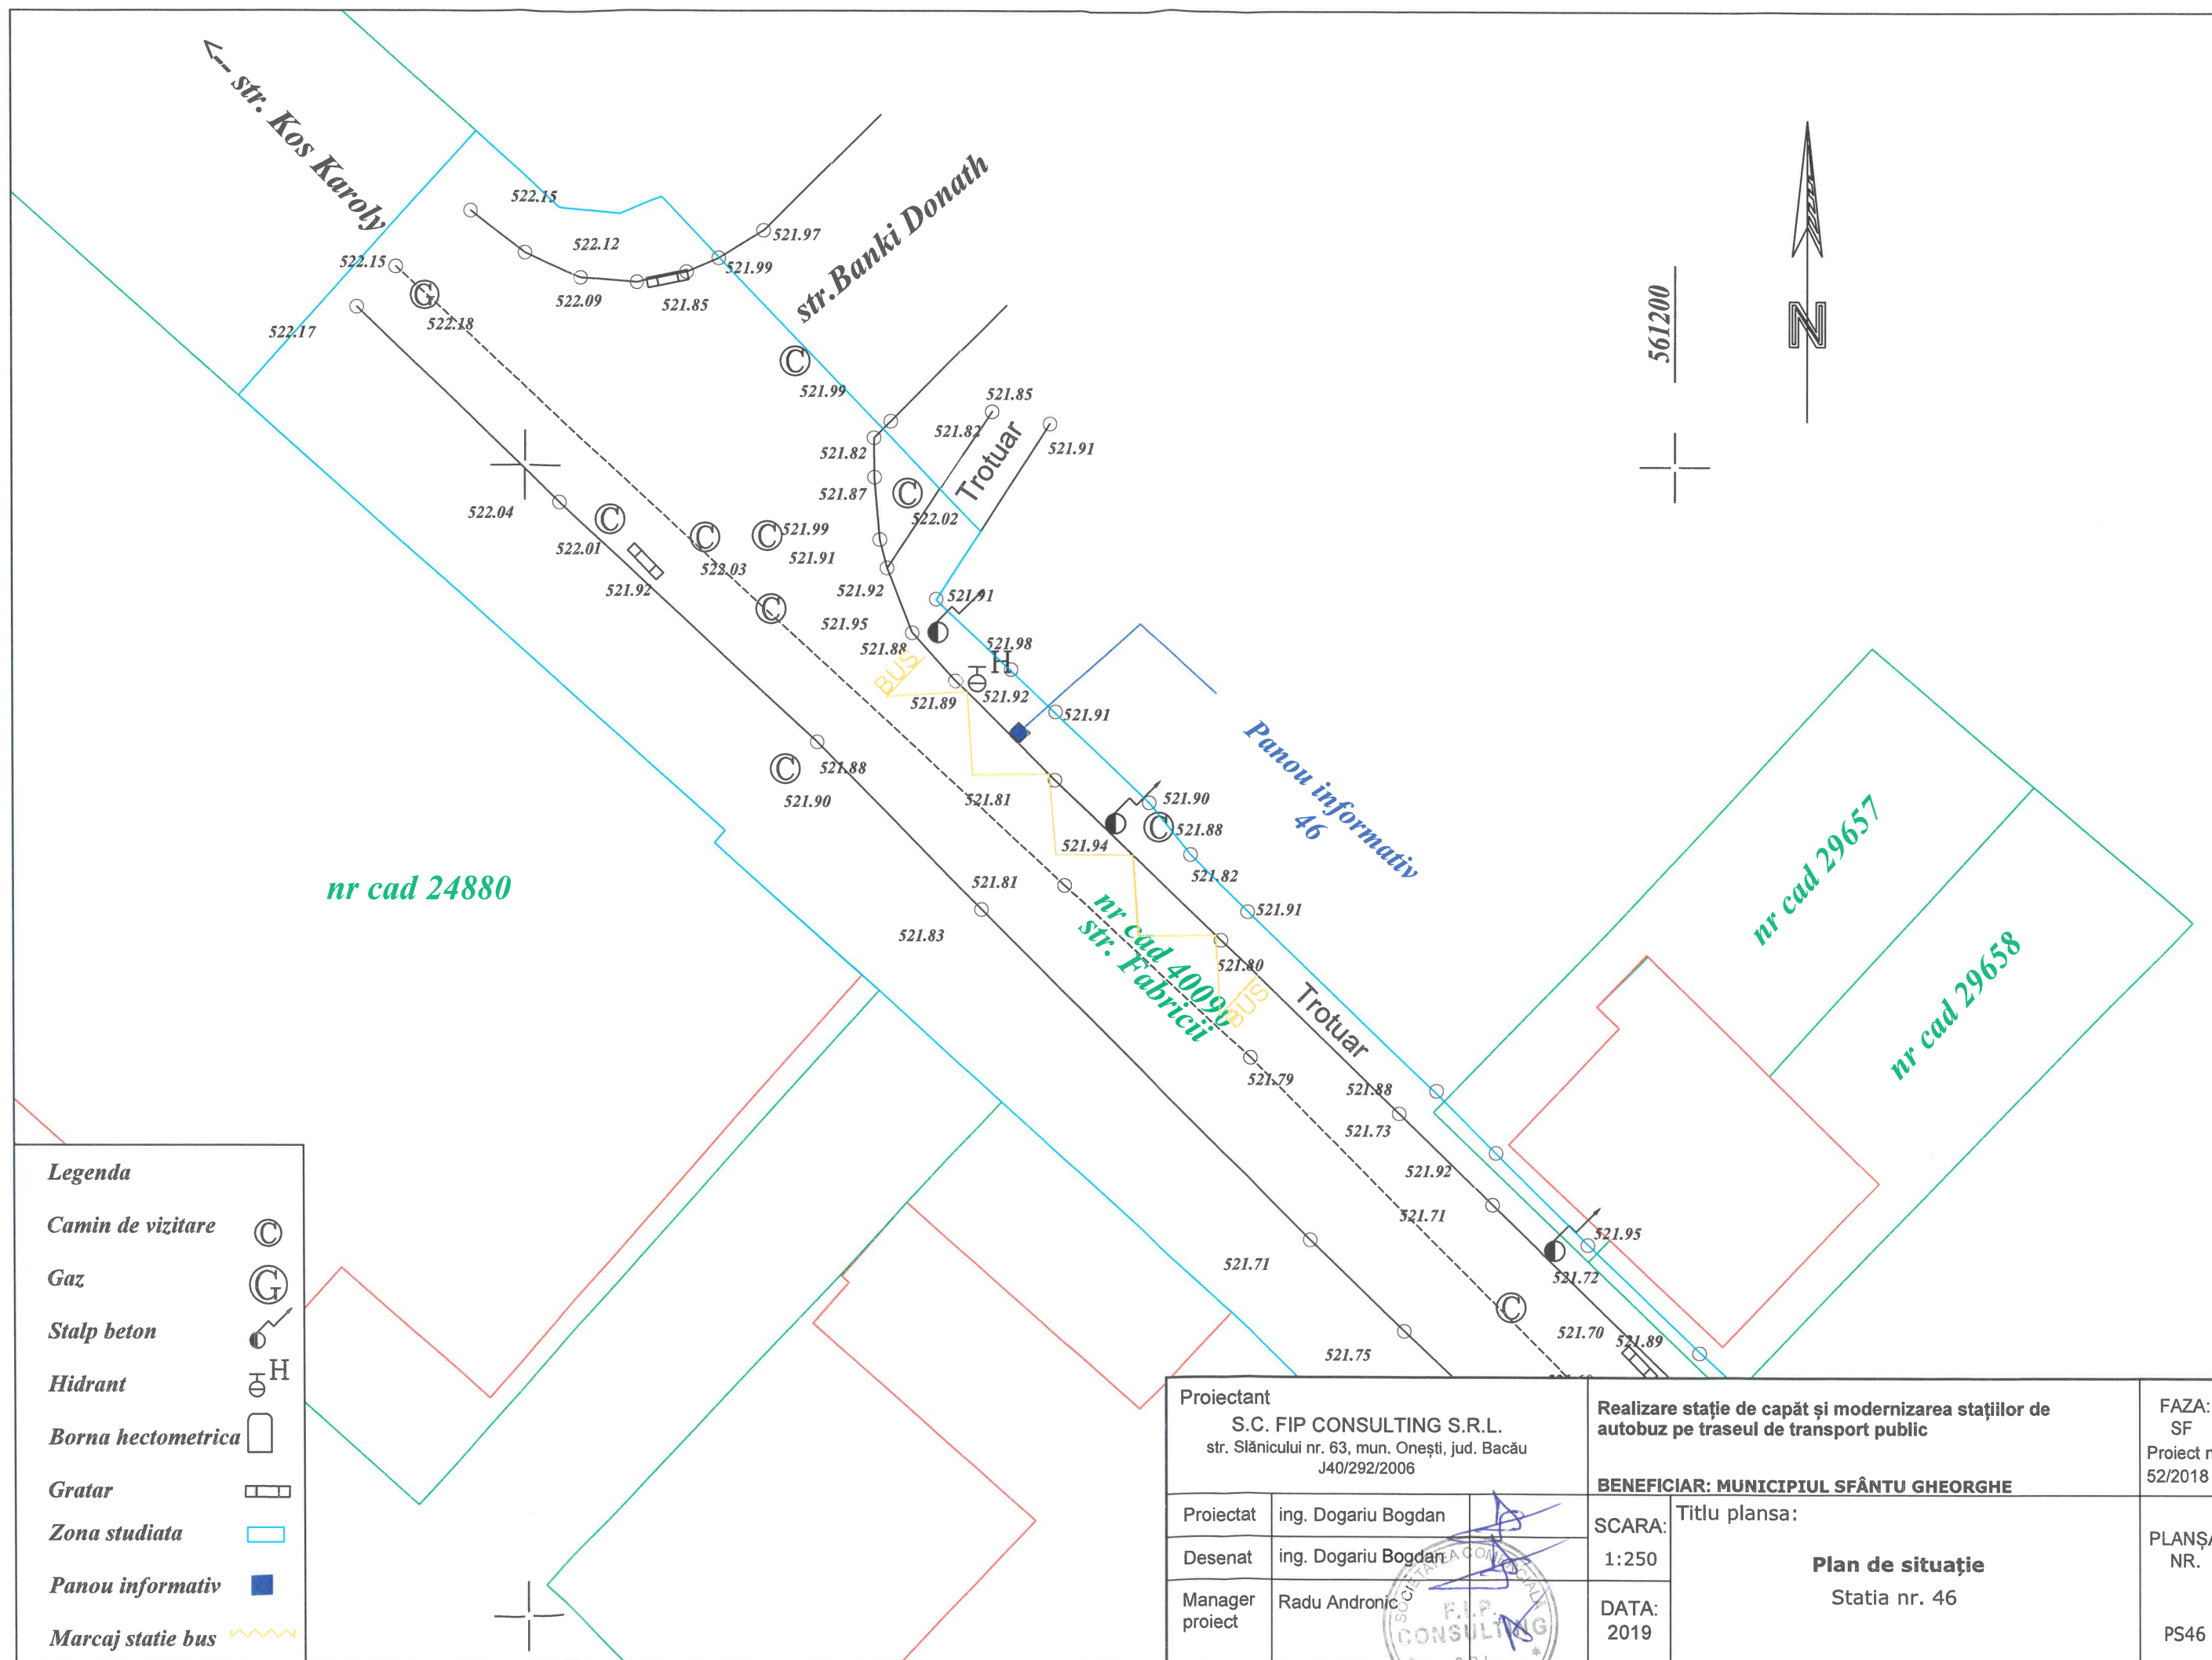 <-- str. Kos Karoly
522.15
522.12
521.97
521.99
522.15
522.09
521.85
522.18
522.17
str.Banki Donath
561200
N
G
C
521.99
521.85
521.82
Trotuar
521.91
521.82
521.87
C
522.02
522.04
C
522.01
521.92
C
522.03
C
521.99
521.91
521.92
C
521.91
521.95
521.88
521.98
H
BUS
521.89
521.92
521.91
C
521.88
521.90
521.81
521.90
C
521.88
521.94
521.82
Panou informativ
46
521.81
521.91
521.83
nr cad 24880
nr cad 29657
nr cad 29658
str. Fabricii
521.80
BUS
Trotuar
521.79
521.88
521.73
521.92
521.71
521.95
521.72
521.71
C
521.70
521.89
521.75
Legenda
Camin de vizitare C
Gaz G
Stalp beton
Hidrant H
Borna hectometrica
Gratar
Zona studiata
Panou informativ
Marcaj statie bus
Proiectant
S.C. FIP CONSULTING S.R.L.
str. Slănicului nr. 63, mun. Onești, jud. Bacău
J40/292/2006
Realizare stație de capăt și modernizarea stațiilor de
autobuz pe traseul de transport public
BENEFICIAR: MUNICIPIUL SFÂNTU GHEORGHE
FAZA:
SF
Proiect n
52/2018
Proiectat ing. Dogariu Bogdan
Desenat ing. Dogariu Bogdan
Manager
proiect
Radu Andronic
SCARA:
1:250
DATA:
2019
Titlu plansa:
Plan de situație
Statia nr. 46
PLANȘA
NR.
PS46
SOCIETATEA COMERCIALĂ
F.I.P.
CONSULTING